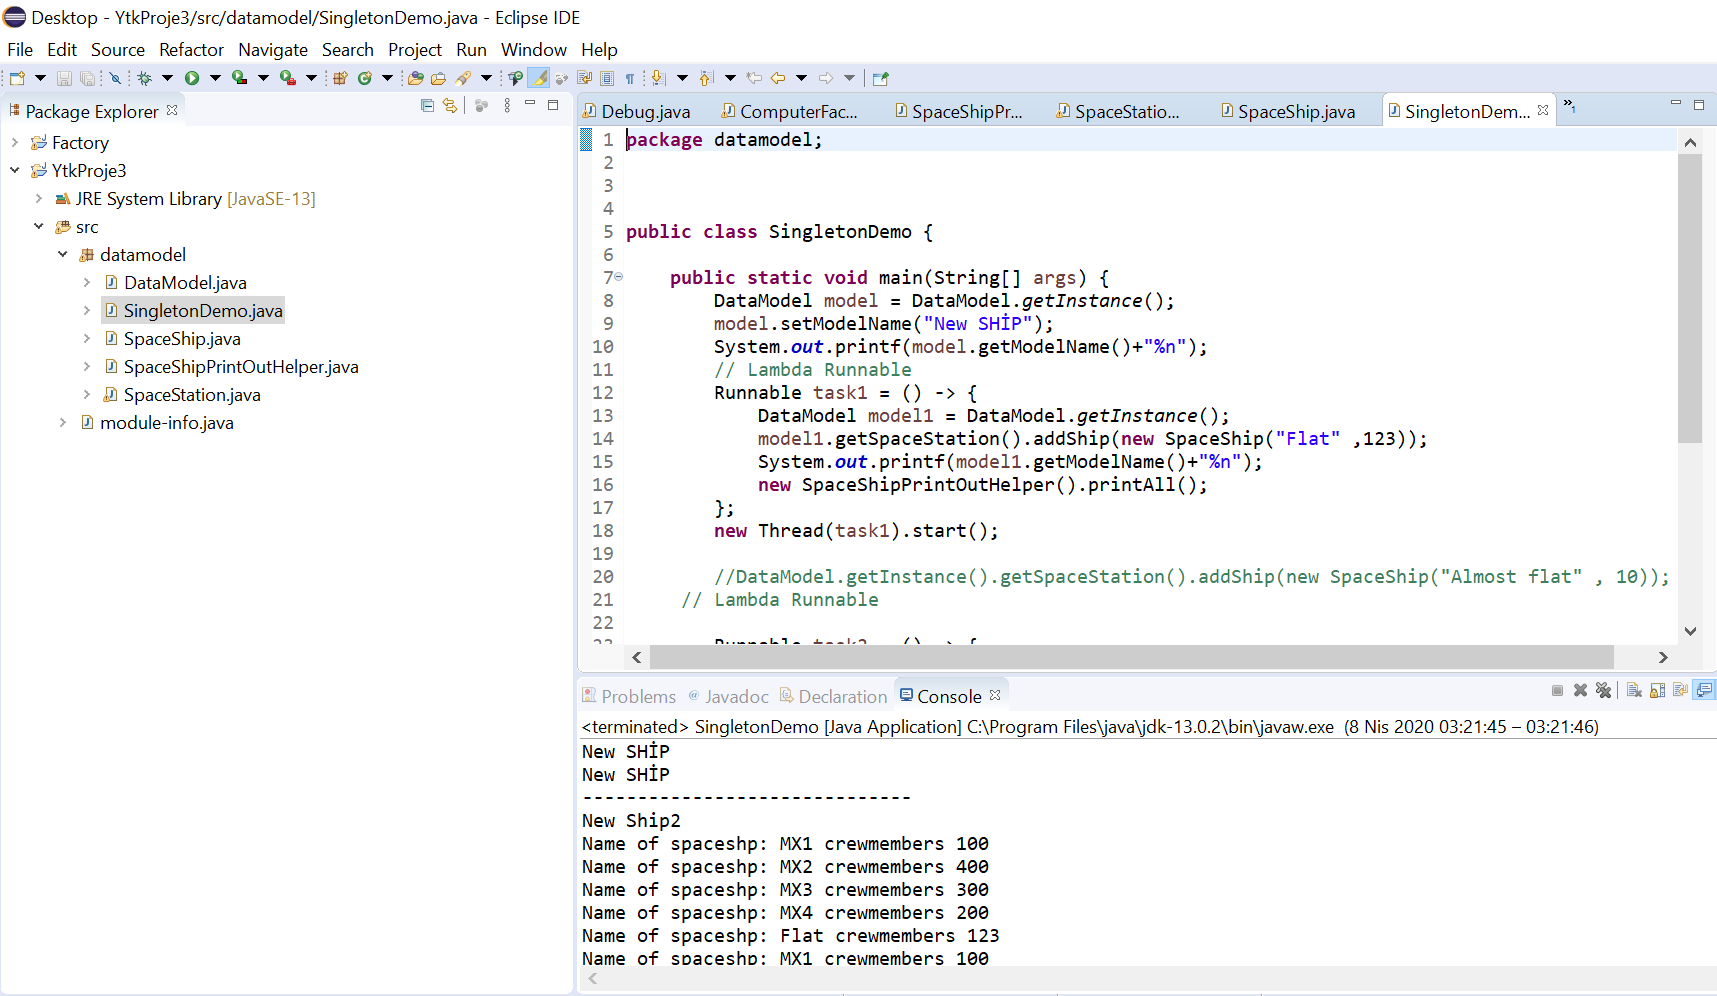 Desktop - YtkProje3/src/datamodel/SingletonDemo.java - Eclipse IDE
File Edit Source Refactor Navigate Search Project Run Window Help
Package Explorer
Factory
YtkProje3
JRE System Library [JavaSE-13]
src
datamodel
DataModel.java
SingletonDemo.java
SpaceShip.java
SpaceShipPrintOutHelper.java
SpaceStation.java
module-info.java
Debug.java ComputerFac... SpaceShipPr... SpaceStatio... SpaceShip.java SingletonDem... »1
1 package datamodel;
2
3
4
5 public class SingletonDemo {
6
7 public static void main(String[] args) {
8 DataModel model = DataModel.getInstance();
9 model.setModelName("New SHİP");
10 System.out.printf(model.getModelName()+"%n");
11 // Lambda Runnable
12 Runnable task1 = () -> {
13 DataModel model1 = DataModel.getInstance();
14 model1.getSpaceStation().addShip(new SpaceShip("Flat" ,123));
15 System.out.printf(model1.getModelName()+"%n");
16 new SpaceShipPrintOutHelper().printAll();
17 };
18 new Thread(task1).start();
19
20 //DataModel.getInstance().getSpaceStation().addShip(new SpaceShip("Almost flat" , 10));
21 // Lambda Runnable
22
23 Runnable task2 = () -> {
Problems @ Javadoc Declaration Console
<terminated> SingletonDemo [Java Application] C:\Program Files\java\jdk-13.0.2\bin\javaw.exe (8 Nis 2020 03:21:45 – 03:21:46)
New SHİP
New SHİP
------------------------------
New Ship2
Name of spaceshp: MX1 crewmembers 100
Name of spaceshp: MX2 crewmembers 400
Name of spaceshp: MX3 crewmembers 300
Name of spaceshp: MX4 crewmembers 200
Name of spaceshp: Flat crewmembers 123
Name of spaceshp: MX1 crewmembers 100